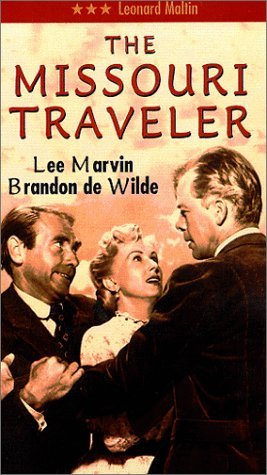 ★★★ Leonard Maltin
THE
MISSOURI
TRAVELER
Lee Marvin
Brandon de Wilde